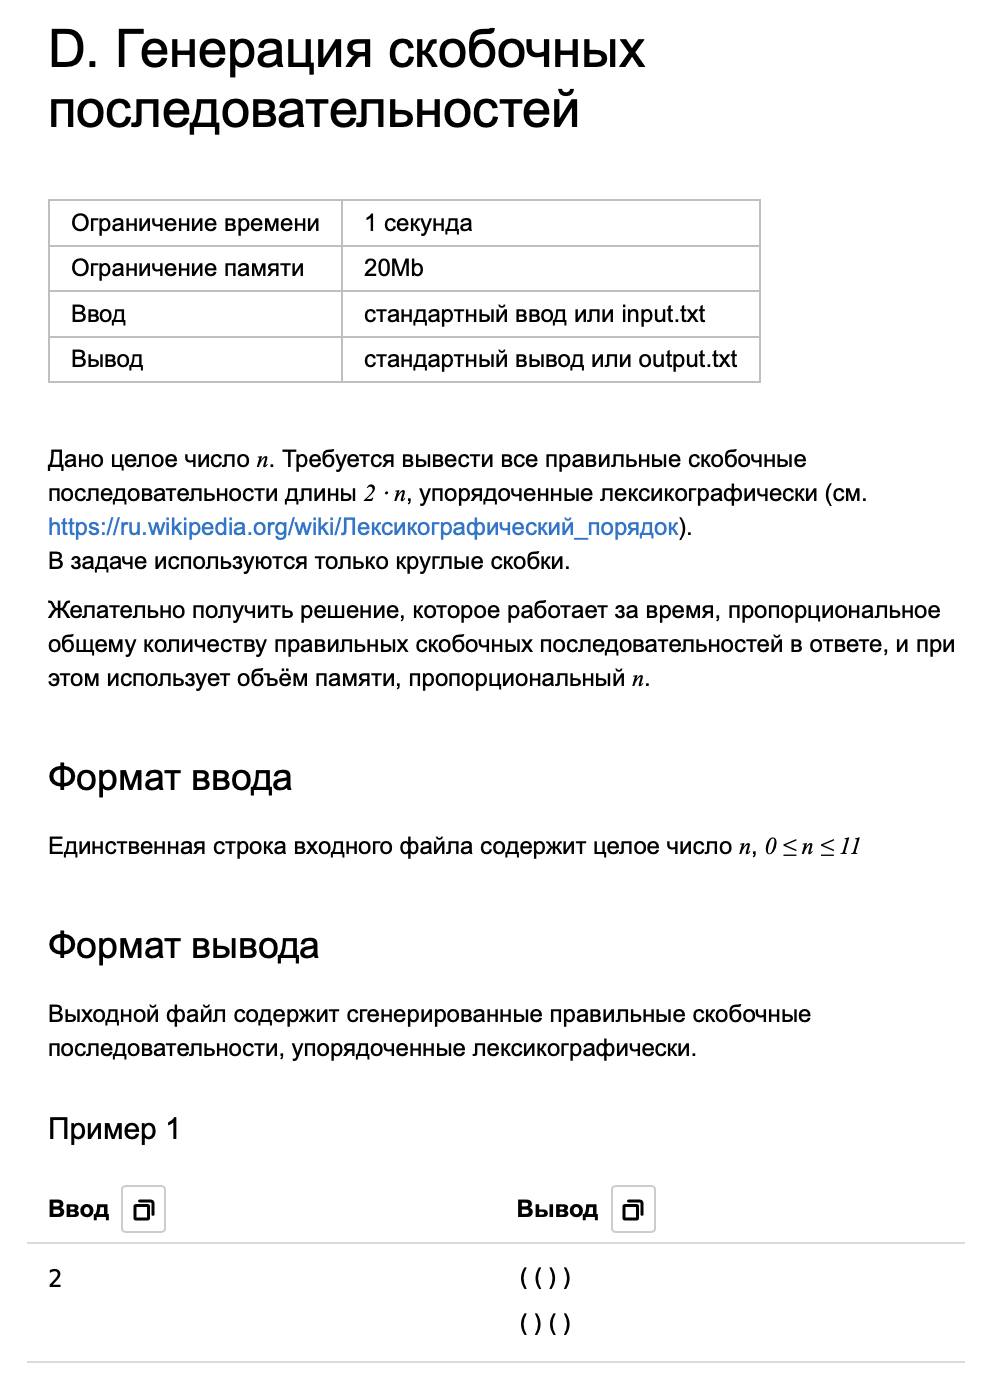 D. Генерация скобочных
последовательностей
Ограничение времени 1 секунда
Ограничение памяти 20Mb
Ввод стандартный ввод или input.txt
Вывод стандартный вывод или output.txt
Дано целое число n. Требуется вывести все правильные скобочные
последовательности длины 2 · n, упорядоченные лексикографически (см.
https://ru.wikipedia.org/wiki/Лексикографический_порядок).
В задаче используются только круглые скобки.
Желательно получить решение, которое работает за время, пропорциональное
общему количеству правильных скобочных последовательностей в ответе, и при
этом использует объём памяти, пропорциональный n.
Формат ввода
Единственная строка входного файла содержит целое число n, 0 ≤ n ≤ 11
Формат вывода
Выходной файл содержит сгенерированные правильные скобочные
последовательности, упорядоченные лексикографически.
Пример 1
Ввод Вывод
2 (())
()()